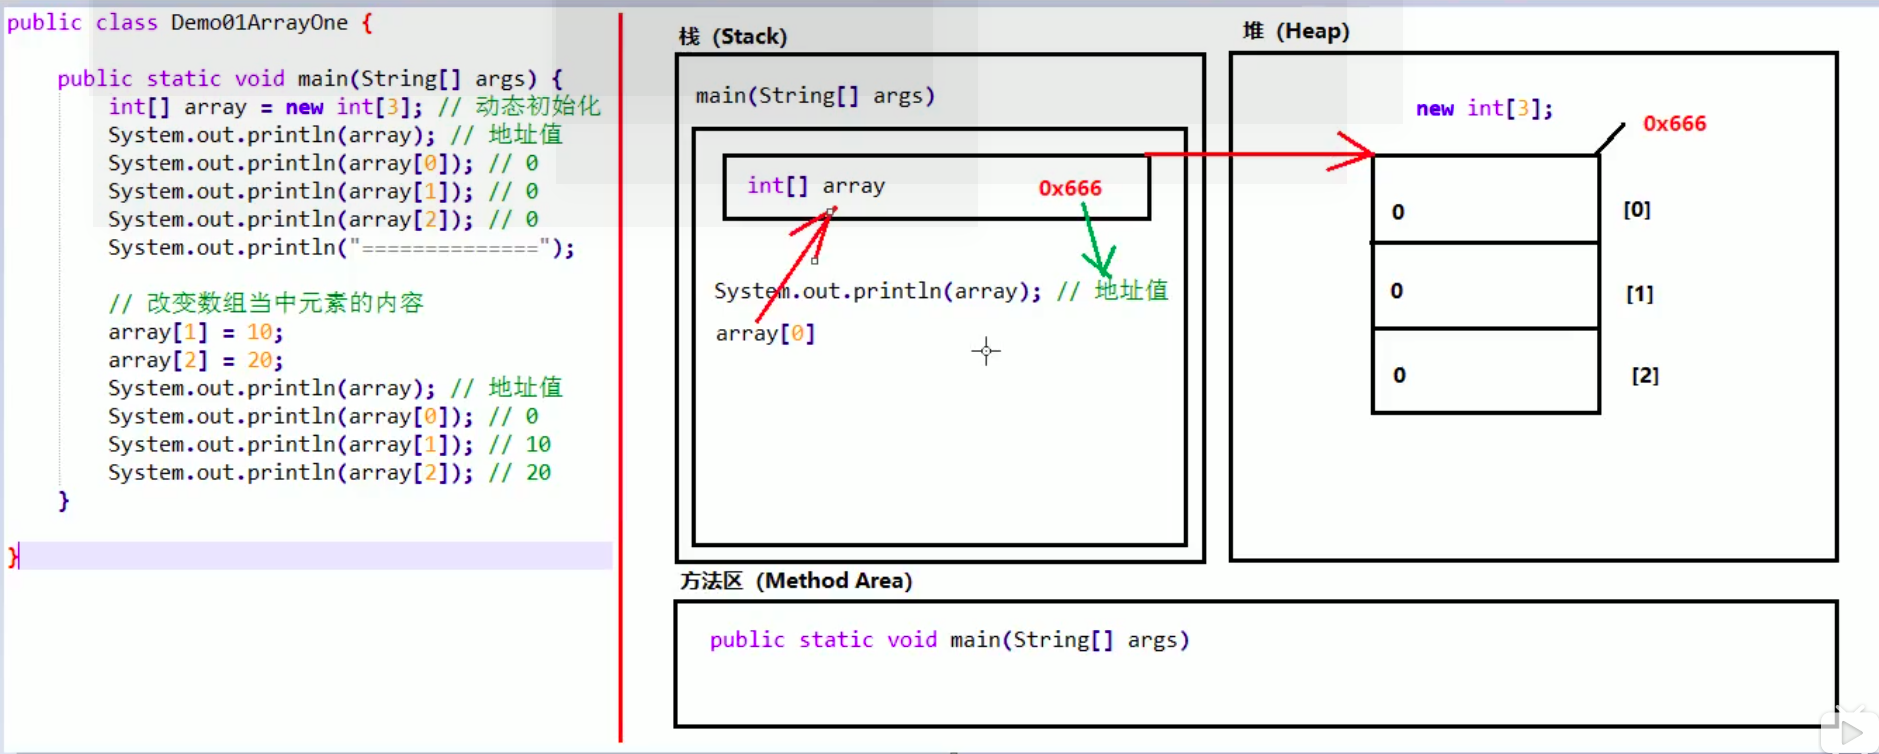 public class Demo01ArrayOne {
public static void main(String[] args) {
int[] array = new int[3]; // 动态初始化
System.out.println(array); // 地址值
System.out.println(array[0]); // 0
System.out.println(array[1]); // 0
System.out.println(array[2]); // 0
System.out.println("==============");
// 改变数组当中元素的内容
array[1] = 10;
array[2] = 20;
System.out.println(array); // 地址值
System.out.println(array[0]); // 0
System.out.println(array[1]); // 10
System.out.println(array[2]); // 20
}
}
栈（Stack）
main(String[] args)
int[] array 0x666
System.out.println(array); // 地址值
array[0]
堆（Heap）
new int[3];
0x666
0 [0]
0 [1]
0 [2]
方法区（Method Area）
public static void main(String[] args)